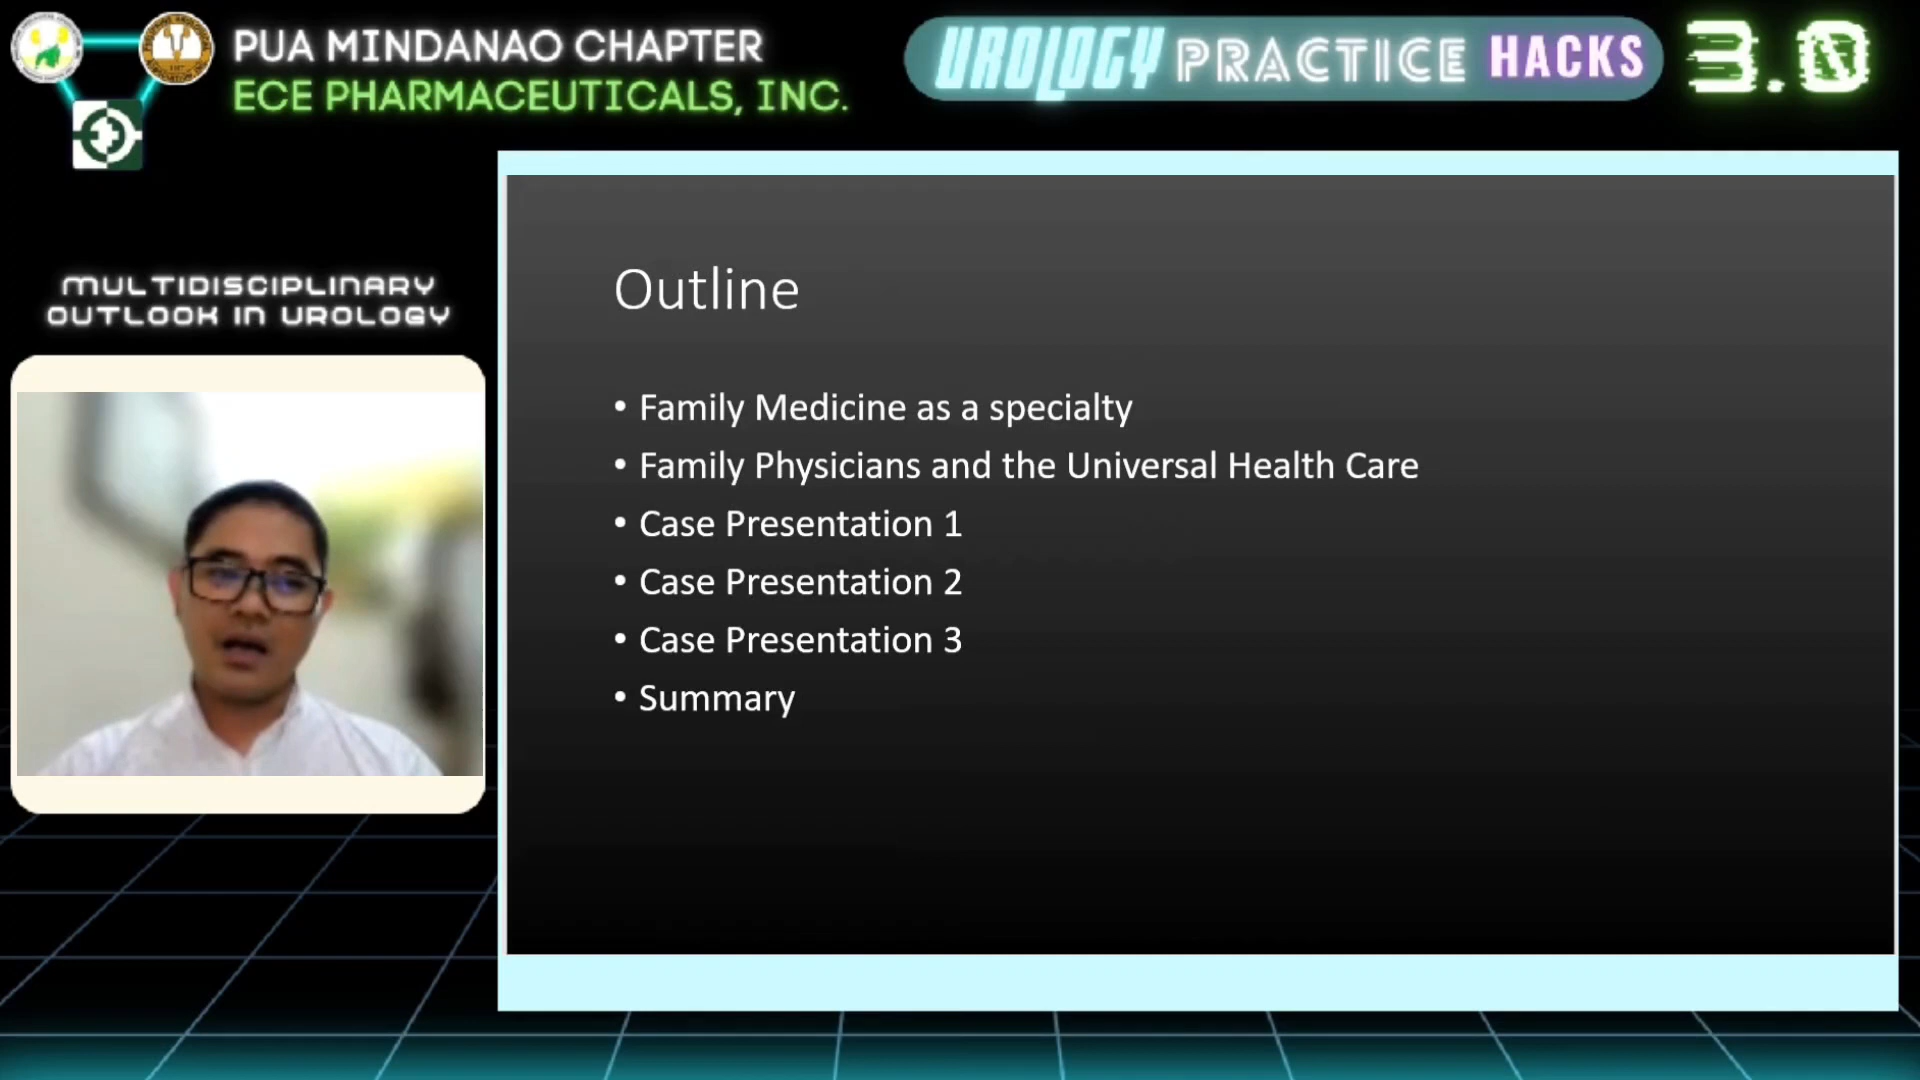 PUA MINDANAO CHAPTER
ECE PHARMACEUTICALS, INC.
UROLOGY PRACTICE HACKS 3.0
MULTIDISCIPLINARY
OUTLOOK IN UROLOGY
Outline
• Family Medicine as a specialty
• Family Physicians and the Universal Health Care
• Case Presentation 1
• Case Presentation 2
• Case Presentation 3
• Summary